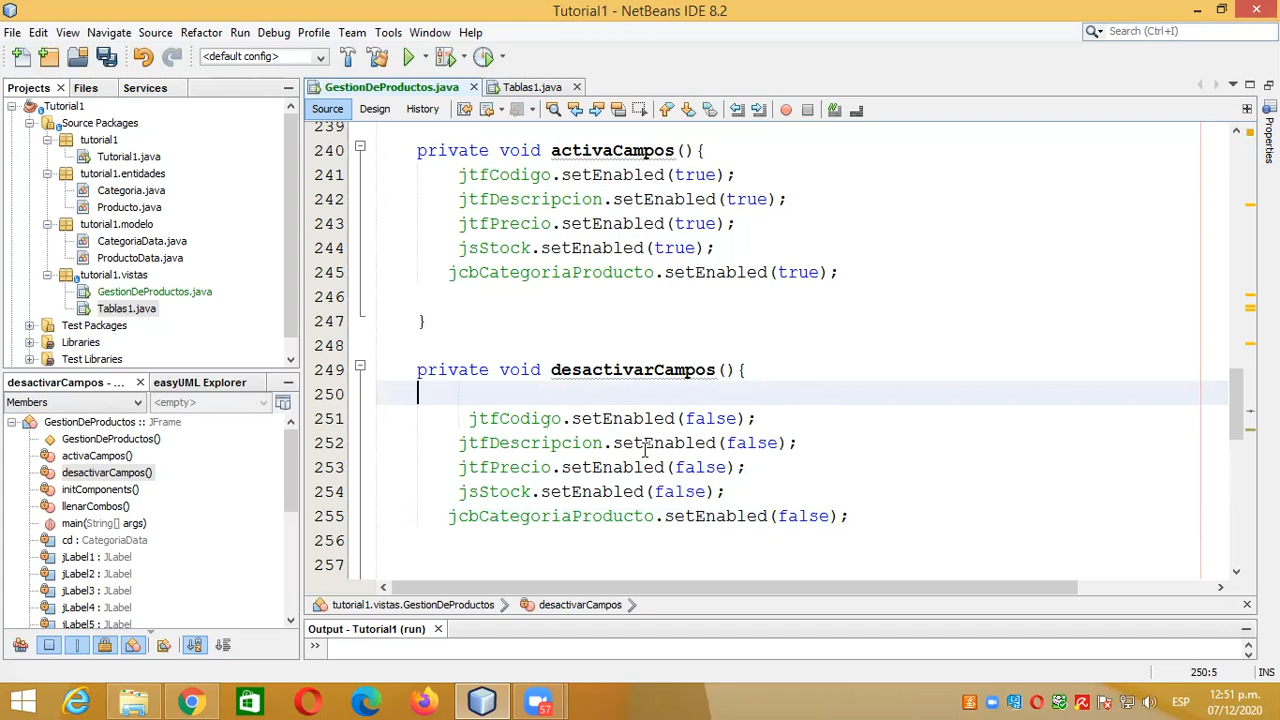 Tutorial1 - NetBeans IDE 8.2
File Edit View Navigate Source Refactor Run Debug Profile Team Tools Window Help
Search (Ctrl+I)
<default config>
Projects Files Services
GestionDeProductos.java Tablas1.java
Source Design History
Tutorial1
Source Packages
tutorial1
Tutorial1.java
tutorial1.entidades
Categoria.java
Producto.java
tutorial1.modelo
CategoriaData.java
ProductoData.java
tutorial1.vistas
GestionDeProductos.java
Tablas1.java
Test Packages
Libraries
Test Libraries
desactivarCampos - ... easyUML Explorer
Members <empty>
GestionDeProductos :: JFrame
GestionDeProductos()
activaCampos()
desactivarCampos()
initComponents()
llenarCombos()
main(String[] args)
cd : CategoriaData
jLabel1 : JLabel
jLabel2 : JLabel
jLabel3 : JLabel
jLabel4 : JLabel
jLabel5 : JLabel
239
240 private void activaCampos(){
241 jtfCodigo.setEnabled(true);
242 jtfDescripcion.setEnabled(true);
243 jtfPrecio.setEnabled(true);
244 jsStock.setEnabled(true);
245 jcbCategoriaProducto.setEnabled(true);
246
247 }
248
249 private void desactivarCampos(){
250
251 jtfCodigo.setEnabled(false);
252 jtfDescripcion.setEnabled(false);
253 jtfPrecio.setEnabled(false);
254 jsStock.setEnabled(false);
255 jcbCategoriaProducto.setEnabled(false);
256
257
Properties
tutorial1.vistas.GestionDeProductos desactivarCampos
Output - Tutorial1 (run)
>>
250:5 INS
57
ESP
12:51 p.m.
07/12/2020